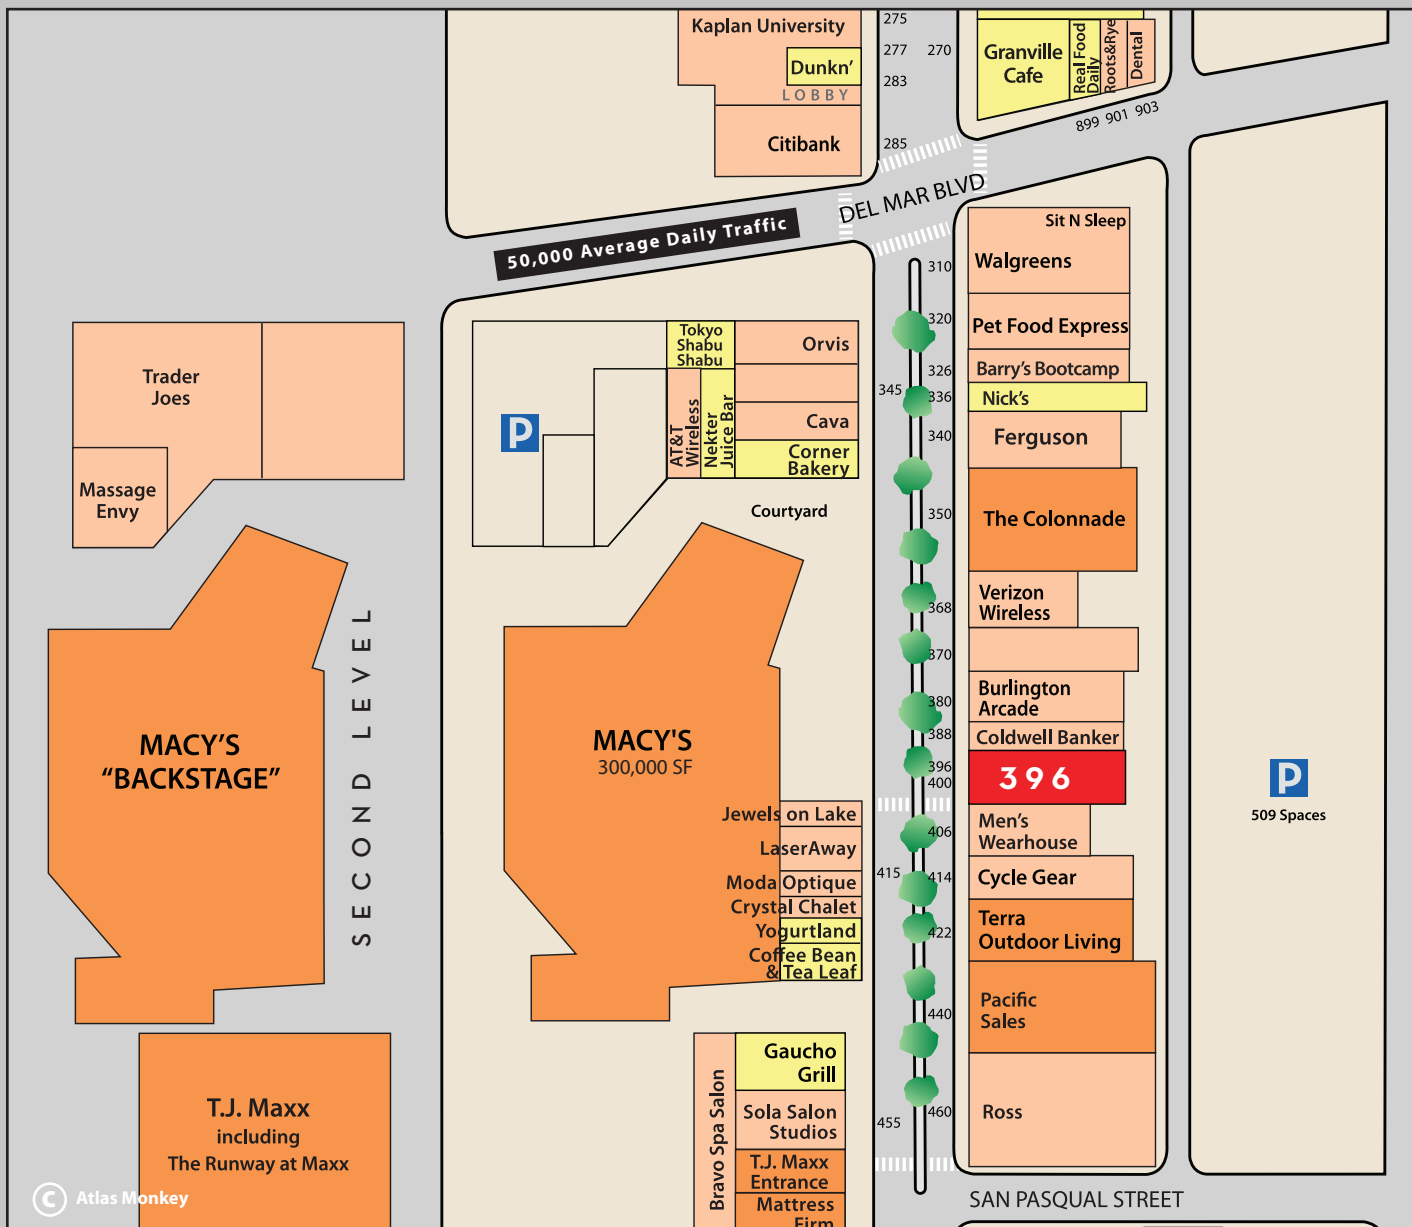 Kaplan University
Dunkn'
LOBBY
Citibank
275
277
283
285
270
Granville
Cafe
Real Food
Daily
Roots&Rye
Dental
899 901 903
DEL MAR BLVD
50,000 Average Daily Traffic
Trader
Joes
Massage
Envy
MACY'S
“BACKSTAGE”
SECOND LEVEL
T.J. Maxx
including
The Runway at Maxx
C Atlas Monkey
P
Tokyo
Shabu
Shabu
AT&T
Wireless
Nekter
Juice Bar
Orvis
Cava
Corner
Bakery
Courtyard
MACY'S
300,000 SF
Jewels on Lake
LaserAway
Moda Optique
Crystal Chalet
Yogurtland
Coffee Bean
& Tea Leaf
Bravo Spa Salon
Gaucho
Grill
Sola Salon
Studios
T.J. Maxx
Entrance
Mattress
Firm
345
415
455
310
320
326
336
340
350
368
370
380
388
396
400
406
414
422
440
460
Sit N Sleep
Walgreens
Pet Food Express
Barry's Bootcamp
Nick's
Ferguson
The Colonnade
Verizon
Wireless
Burlington
Arcade
Coldwell Banker
396
Men's
Wearhouse
Cycle Gear
Terra
Outdoor Living
Pacific
Sales
Ross
SAN PASQUAL STREET
P
509 Spaces